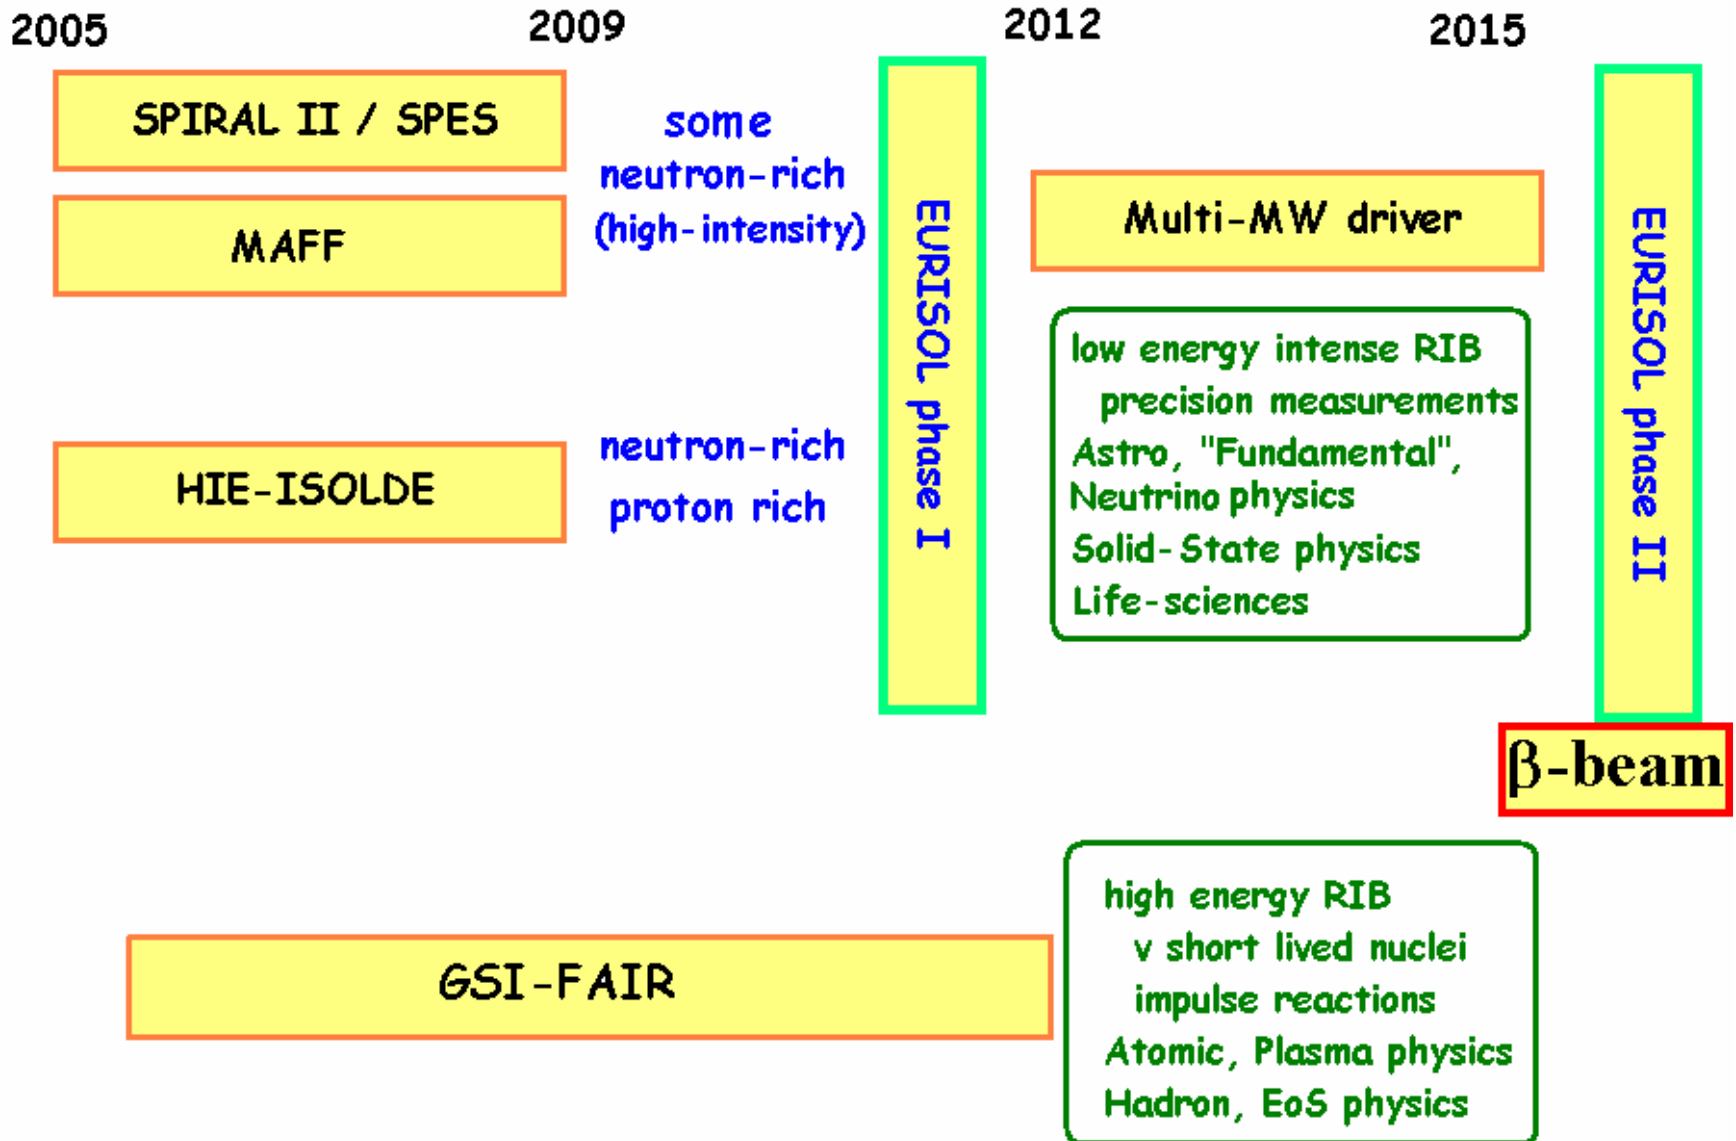 2005
2009
2012
2015
SPIRAL II / SPES
MAFF
some
neutron-rich
(high-intensity)
HIE-ISOLDE
neutron-rich
proton rich
EURISOL phase I
Multi-MW driver
low energy intense RIB
precision measurements
Astro, "Fundamental",
Neutrino physics
Solid-State physics
Life-sciences
EURISOL phase II
β-beam
GSI-FAIR
high energy RIB
v short lived nuclei
impulse reactions
Atomic, Plasma physics
Hadron, EoS physics